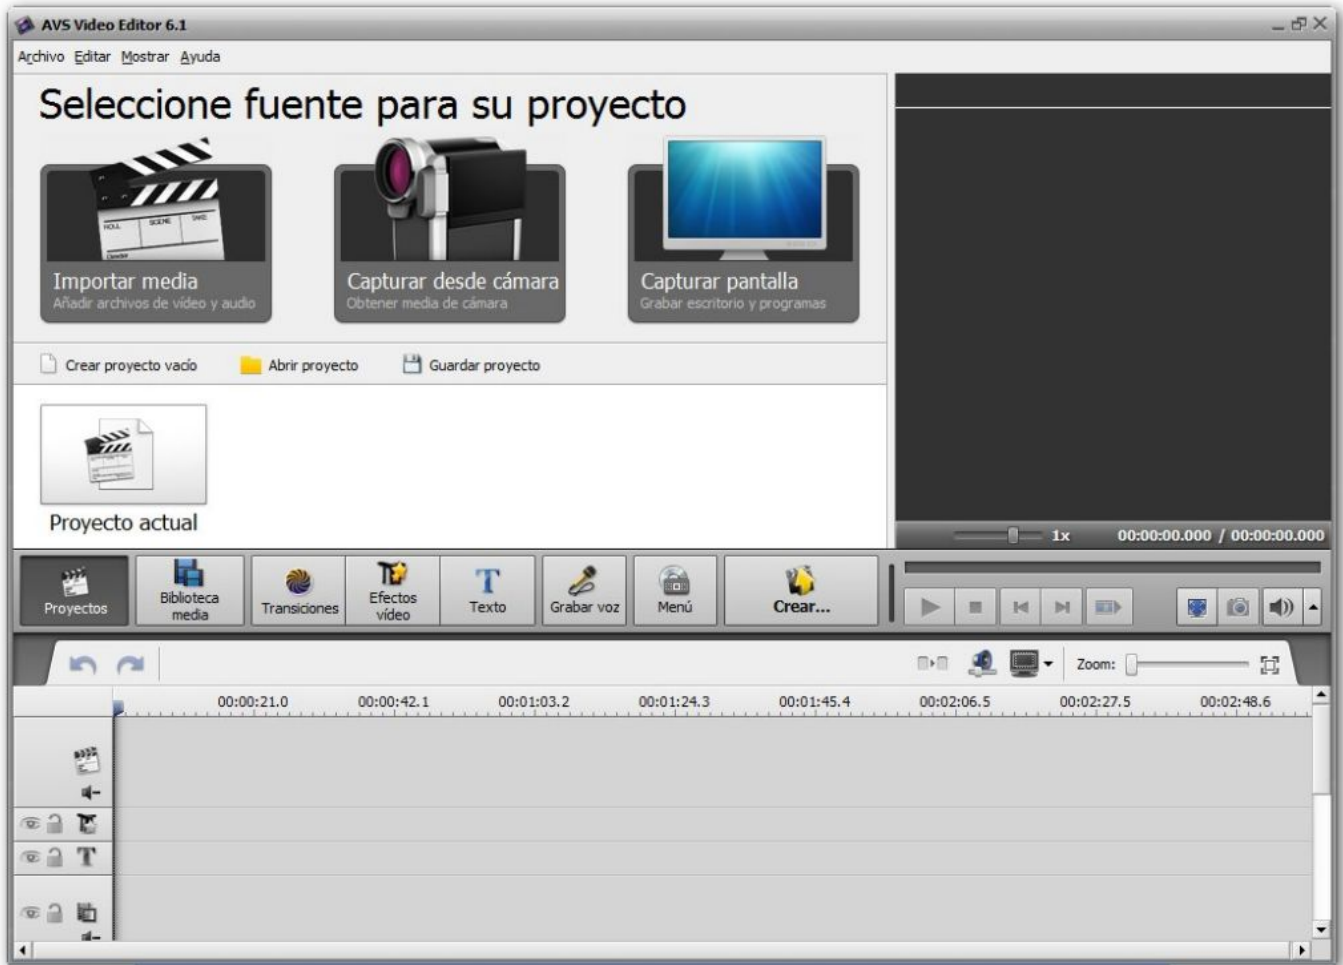 AVS Video Editor 6.1
Archivo Editar Mostrar Ayuda
Seleccione fuente para su proyecto
ROLL SCENE TAKE
Importar media
Añadir archivos de vídeo y audio
Capturar desde cámara
Obtener media de cámara
Capturar pantalla
Grabar escritorio y programas
Crear proyecto vacío
Abrir proyecto
Guardar proyecto
Proyecto actual
1x
00:00:00.000 / 00:00:00.000
Proyectos
Biblioteca
media
Transiciones
Efectos
vídeo
Texto
Grabar voz
Menú
Crear...
Zoom:
00:00:21.0 00:00:42.1 00:01:03.2 00:01:24.3 00:01:45.4 00:02:06.5 00:02:27.5 00:02:48.6